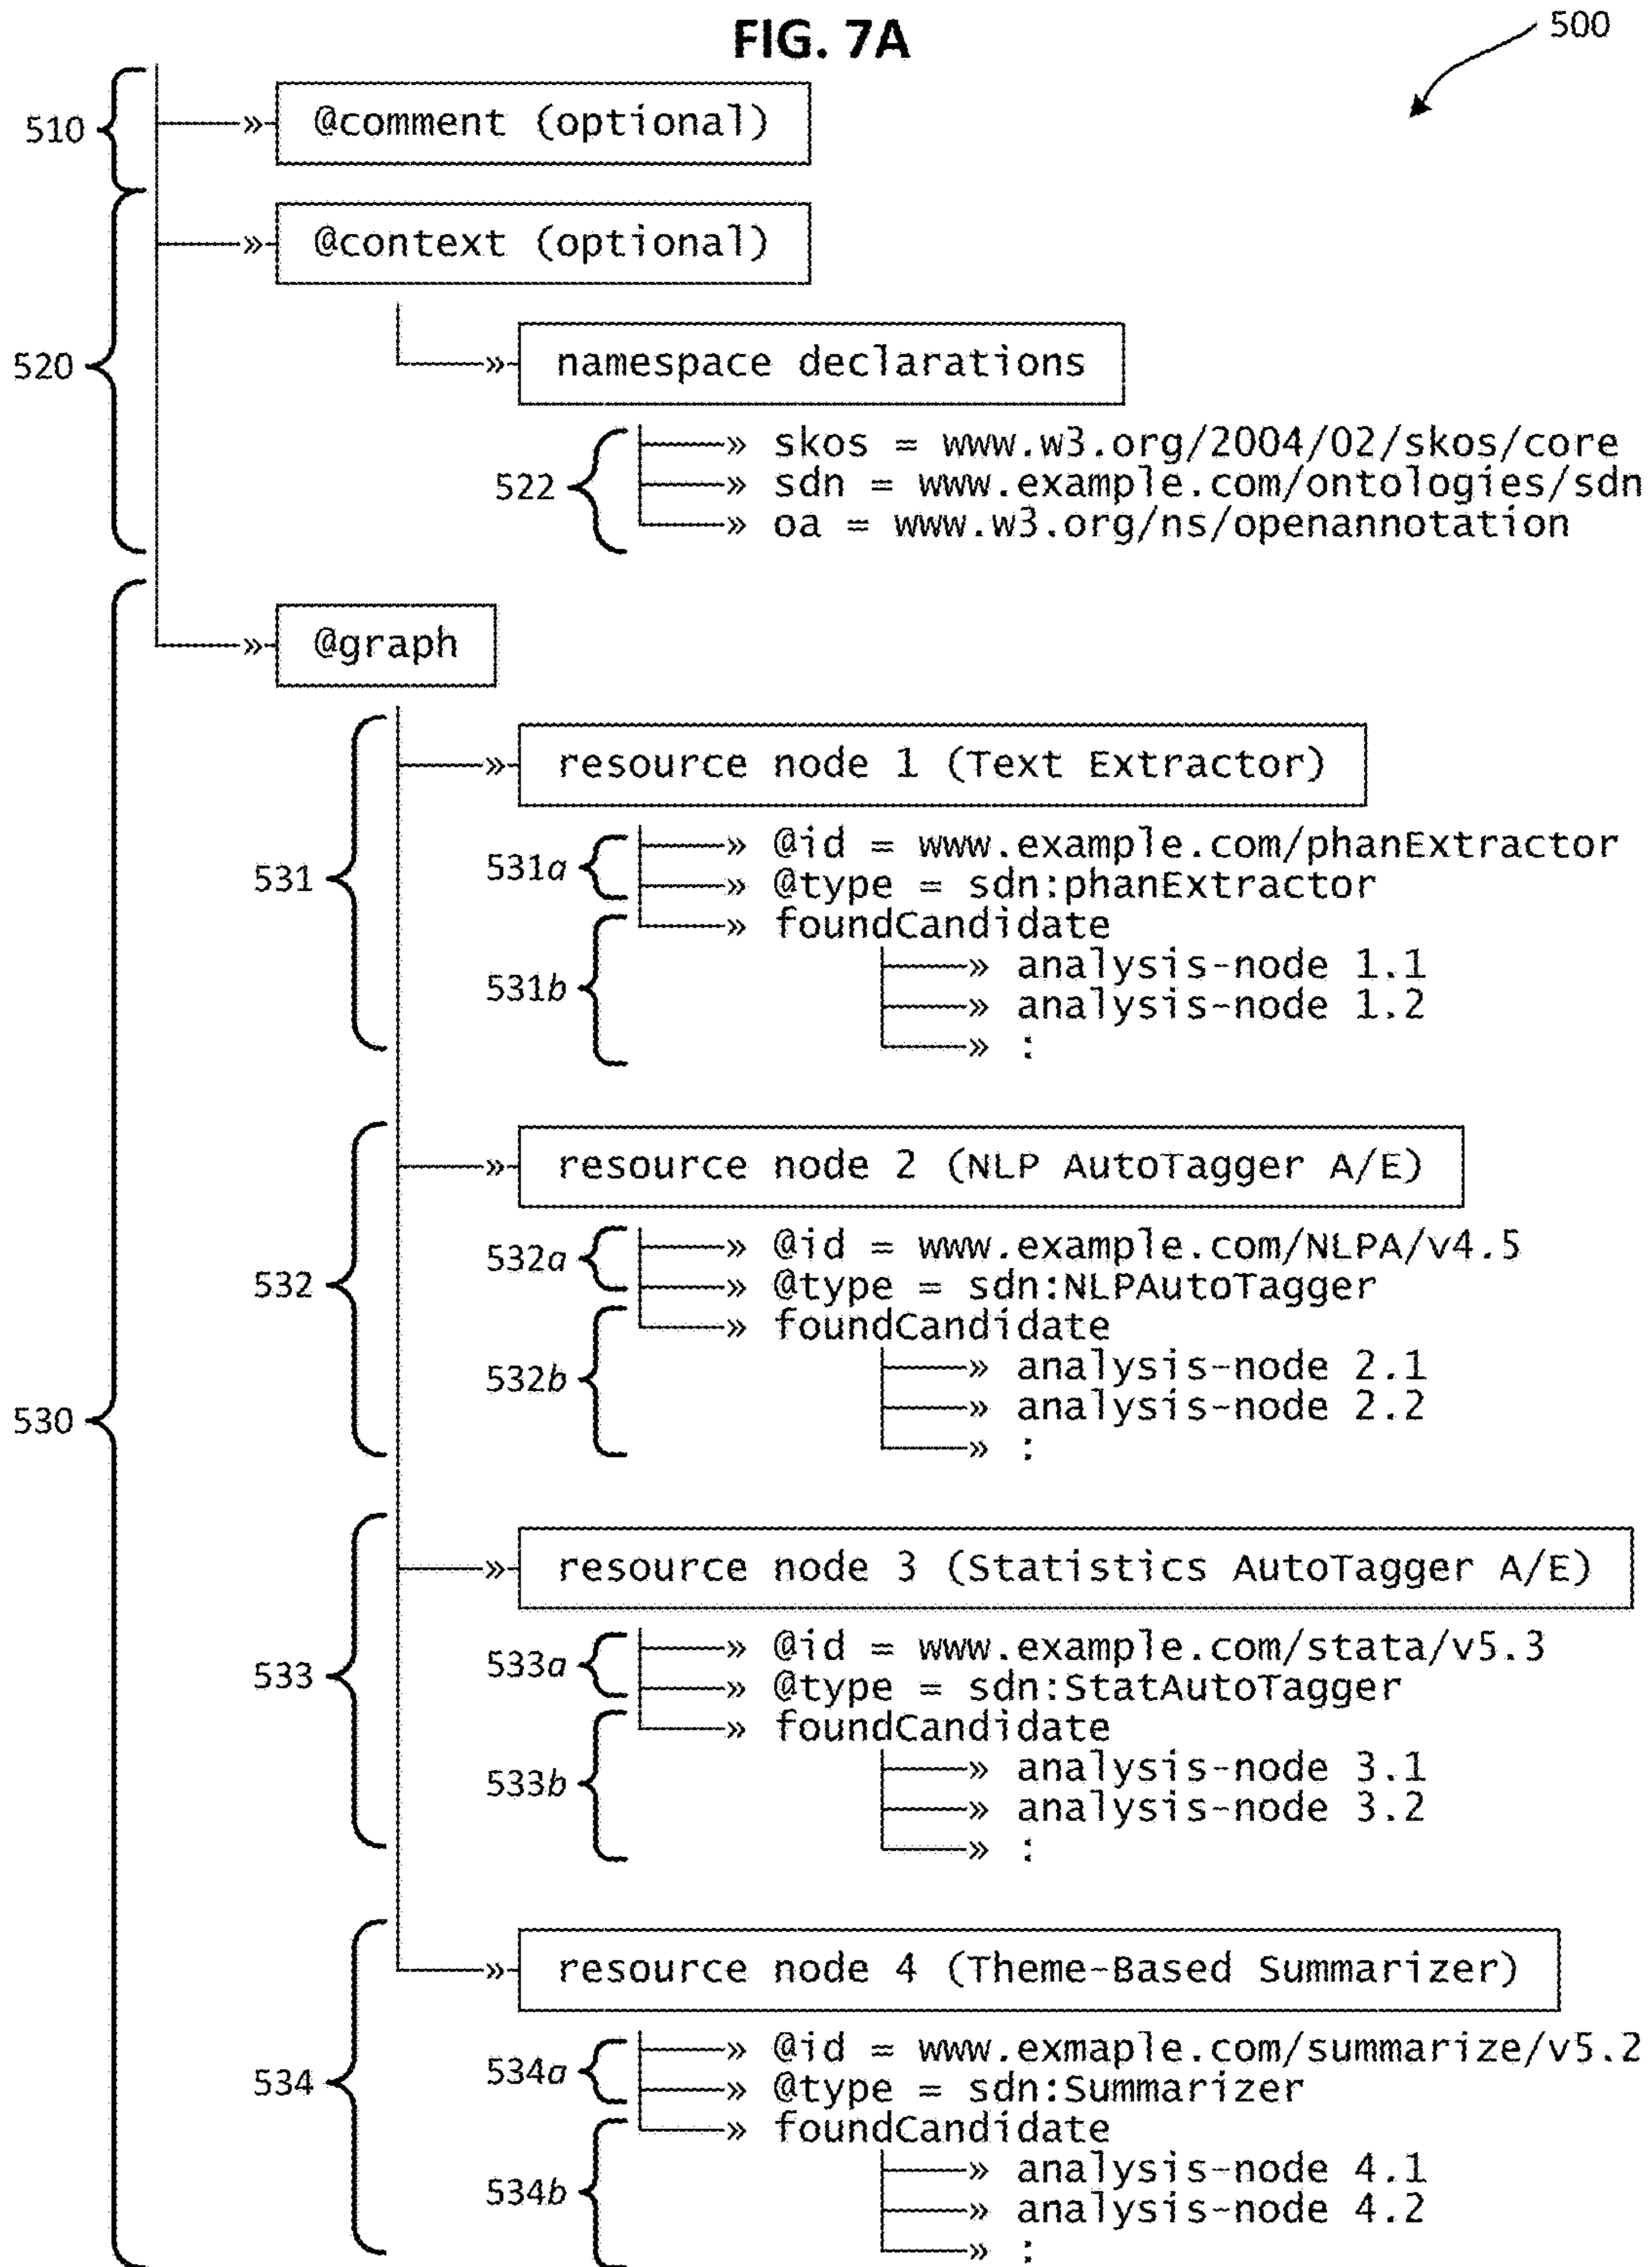 FIG. 7A
500
510
@comment (optional)
@context (optional)
520
namespace declarations
522
skos = www.w3.org/2004/02/skos/core
sdn = www.example.com/ontologies/sdn
oa = www.w3.org/ns/openannotation
@graph
resource node 1 (Text Extractor)
531
531a
@id = www.example.com/phanExtractor
@type = sdn:phanExtractor
foundCandidate
531b
analysis-node 1.1
analysis-node 1.2
:
resource node 2 (NLP AutoTagger A/E)
532
532a
@id = www.example.com/NLPA/v4.5
@type = sdn:NLPAutoTagger
foundCandidate
532b
analysis-node 2.1
analysis-node 2.2
:
530
resource node 3 (Statistics AutoTagger A/E)
533
533a
@id = www.example.com/stata/v5.3
@type = sdn:StatAutoTagger
foundCandidate
533b
analysis-node 3.1
analysis-node 3.2
:
resource node 4 (Theme-Based Summarizer)
534
534a
@id = www.exmaple.com/summarize/v5.2
@type = sdn:Summarizer
foundCandidate
534b
analysis-node 4.1
analysis-node 4.2
: